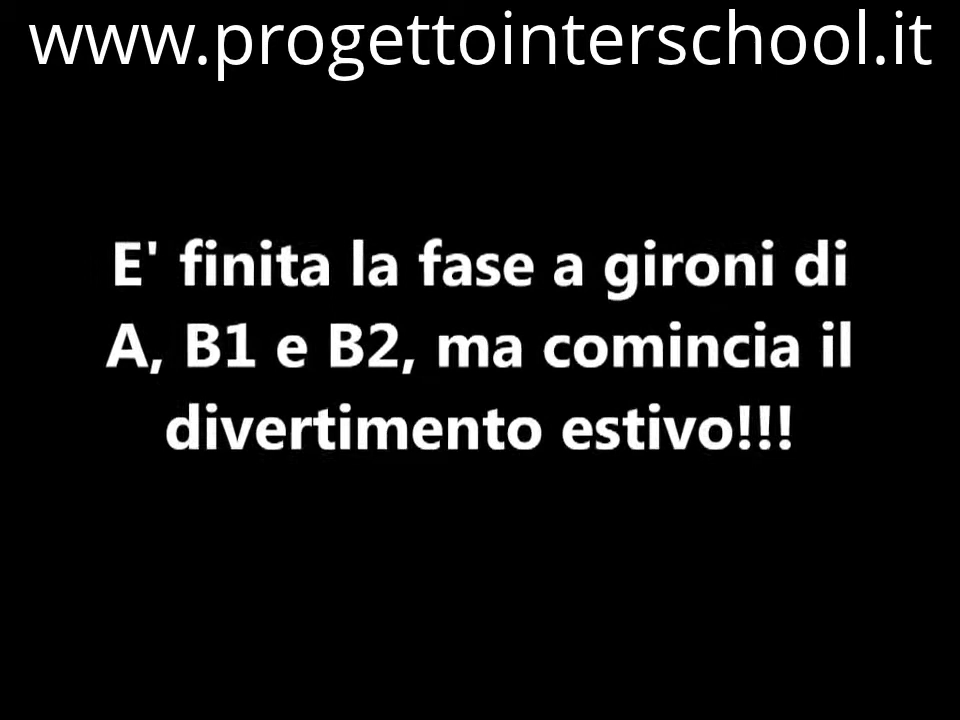 www.progettointerschool.it
E' finita la fase a gironi di
A, B1 e B2, ma comincia il
divertimento estivo!!!